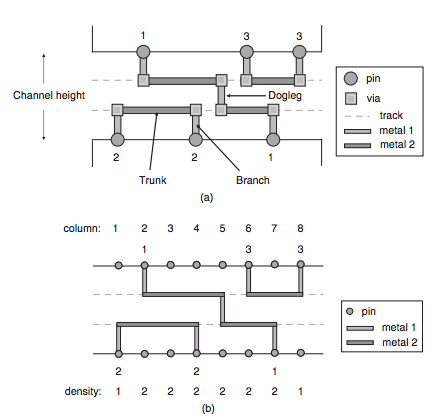 1 3 3
pin
via
track
metal 1
metal 2
Channel height
Dogleg
2 2 1
Trunk Branch
(a)
column: 1 2 3 4 5 6 7 8
1 3 3
pin
metal 1
metal 2
2 2 1
density: 1 2 2 2 2 2 2 1
(b)